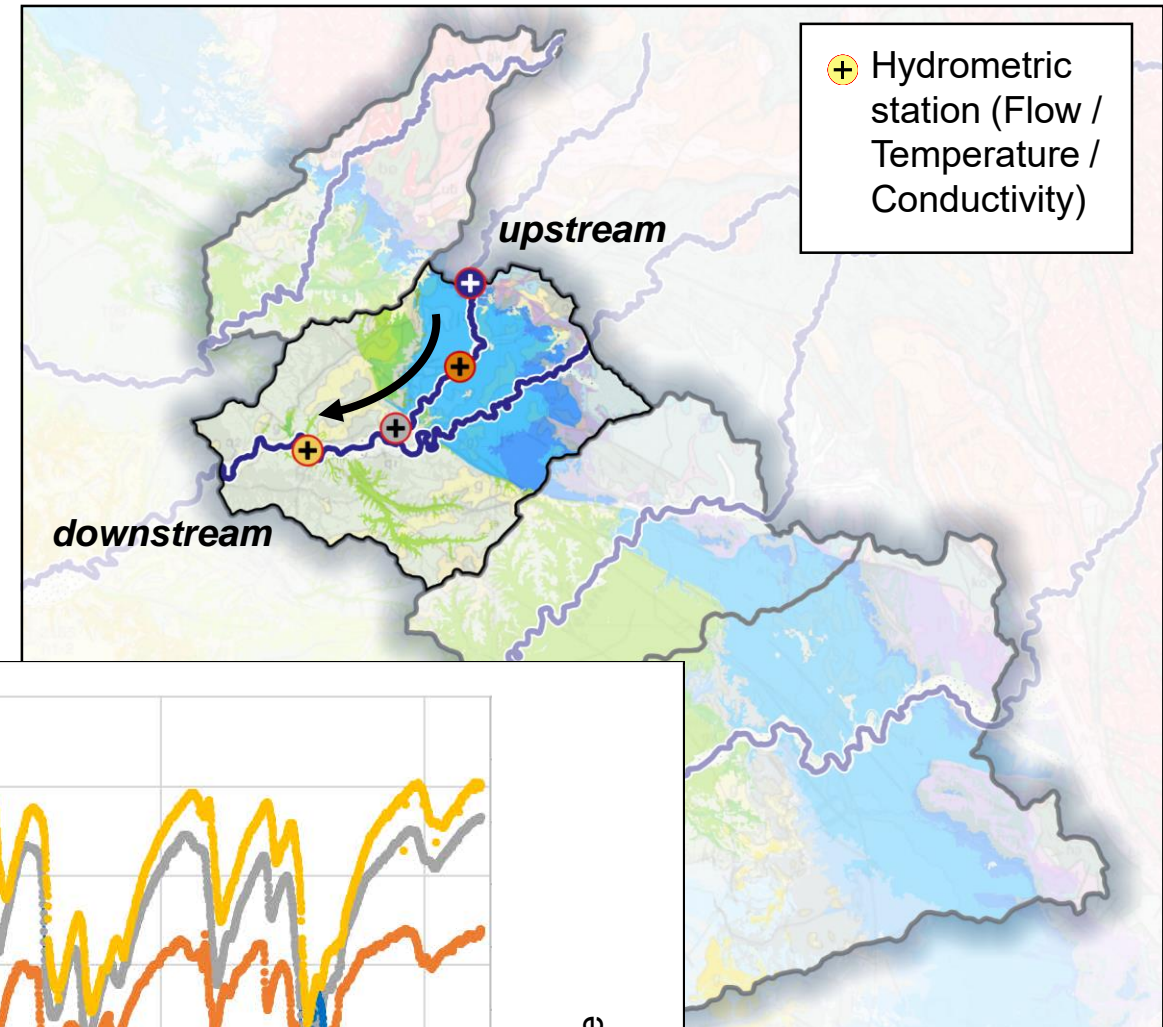 Hydrometric
station (Flow /
Temperature /
Conductivity)
upstream
downstream